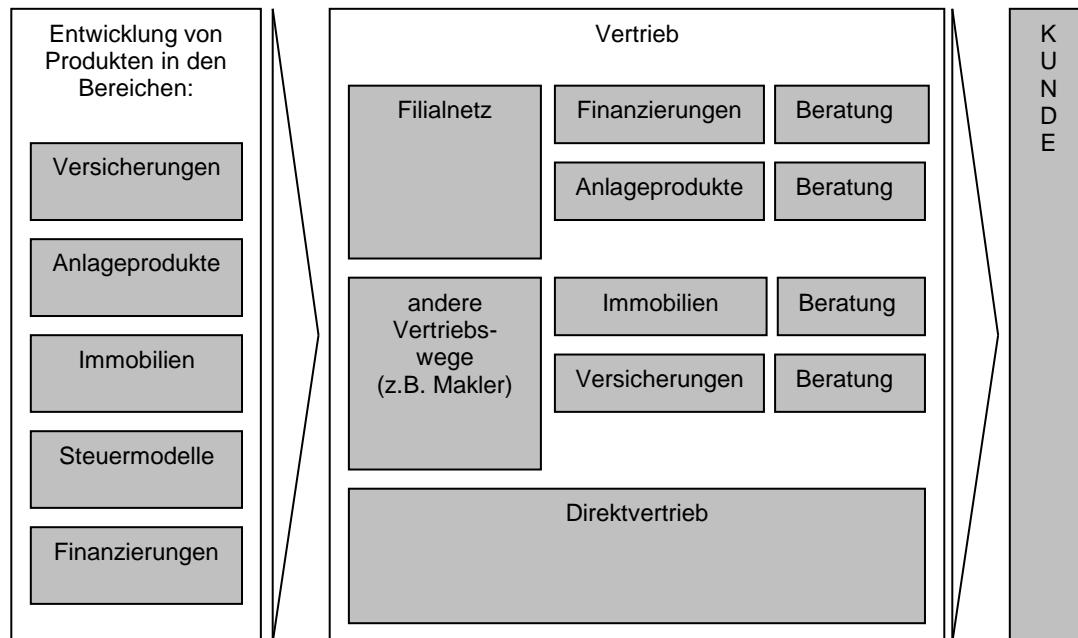 Entwicklung von
Produkten in den
Bereichen:
Versicherungen
Anlageprodukte
Immobilien
Steuermodelle
Finanzierungen
Vertrieb
Filialnetz
Finanzierungen
Beratung
Anlageprodukte
Beratung
andere
Vertriebs-
wege
(z.B. Makler)
Immobilien
Beratung
Versicherungen
Beratung
Direktvertrieb
K
U
N
D
E